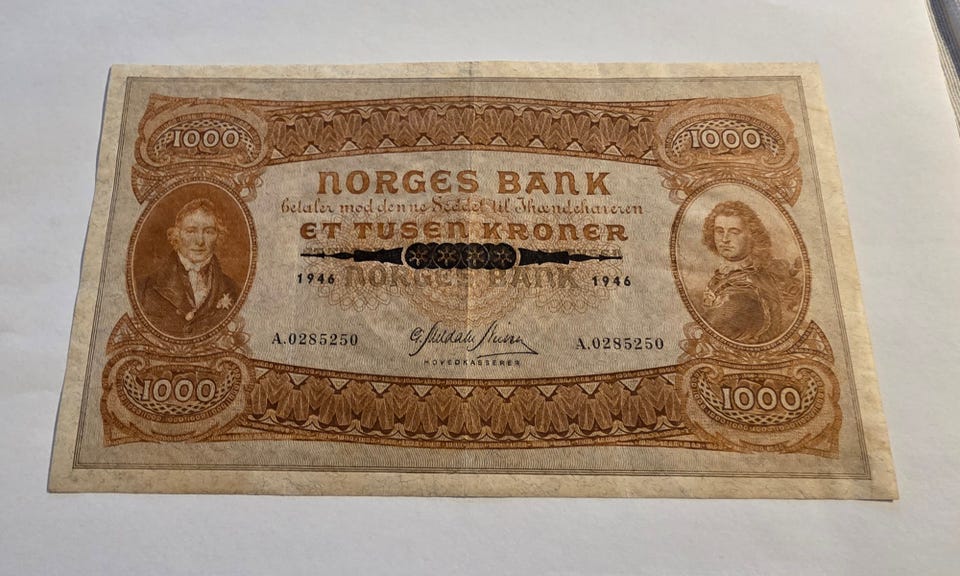 1000 1000
NORGES BANK
Betaler mod denne Seddel til Ihændehaveren
ET TUSEN KRONER
1946 NORGES BANK 1946
A.0285250 A.0285250
HOVEDKASSERER
1000 1000